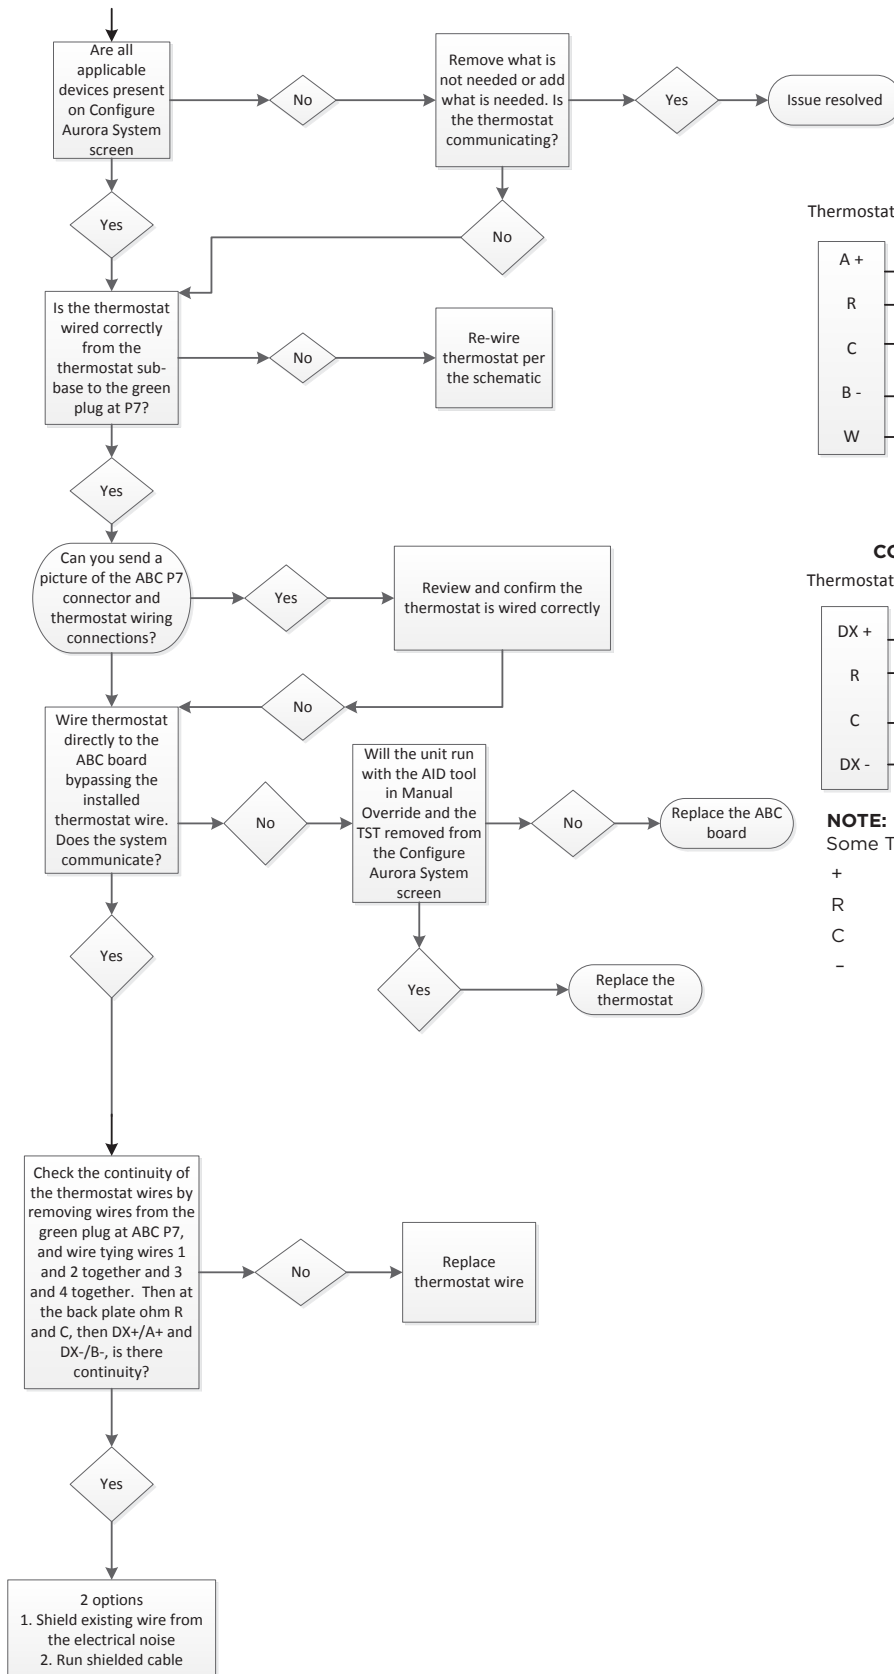 Are all
applicable
devices present
on Configure
Aurora System
screen
No
Remove what is
not needed or add
what is needed. Is
the thermostat
communicating?
Yes
Issue resolved
Yes
No
Is the thermostat
wired correctly
from the
thermostat sub-
base to the green
plug at P7?
No
Re-wire
thermostat per
the schematic
Yes
Can you send a
picture of the ABC P7
connector and
thermostat wiring
connections?
Yes
Review and confirm the
thermostat is wired correctly
No
Wire thermostat
directly to the
ABC board
bypassing the
installed
thermostat wire.
Does the system
communicate?
No
Will the unit run
with the AID tool
in Manual
Override and the
TST removed from
the Configure
Aurora System
screen
No
Replace the ABC
board
Yes
Yes
Replace the
thermostat
Check the continuity of
the thermostat wires by
removing wires from the
green plug at ABC P7,
and wire tying wires 1
and 2 together and 3
and 4 together. Then at
the back plate ohm R
and C, then DX+/A+ and
DX-/B-, is there
continuity?
No
Replace
thermostat wire
Yes
2 options
1. Shield existing wire from
the electrical noise
2. Run shielded cable
Thermostat
A +
R
C
B -
W
CO
Thermostat
DX +
R
C
DX -
NOTE:
Some T
+
R
C
–